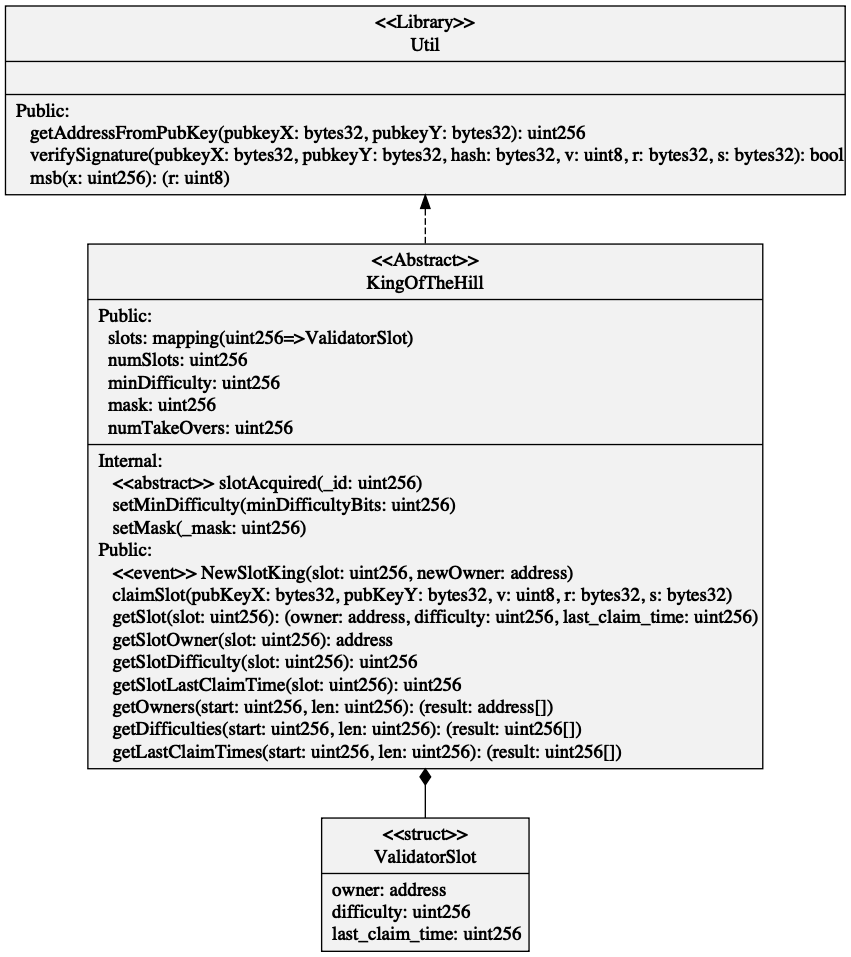 <<Library>>
Util
Public:
getAddressFromPubKey(pubkeyX: bytes32, pubkeyY: bytes32): uint256
verifySignature(pubkeyX: bytes32, pubkeyY: bytes32, hash: bytes32, v: uint8, r: bytes32, s: bytes32): bool
msb(x: uint256): (r: uint8)
<<Abstract>>
KingOfTheHill
Public:
slots: mapping(uint256=>ValidatorSlot)
numSlots: uint256
minDifficulty: uint256
mask: uint256
numTakeOvers: uint256
Internal:
<<abstract>> slotAcquired(_id: uint256)
setMinDifficulty(minDifficultyBits: uint256)
setMask(_mask: uint256)
Public:
<<event>> NewSlotKing(slot: uint256, newOwner: address)
claimSlot(pubKeyX: bytes32, pubKeyY: bytes32, v: uint8, r: bytes32, s: bytes32)
getSlot(slot: uint256): (owner: address, difficulty: uint256, last_claim_time: uint256)
getSlotOwner(slot: uint256): address
getSlotDifficulty(slot: uint256): uint256
getSlotLastClaimTime(slot: uint256): uint256
getOwners(start: uint256, len: uint256): (result: address[])
getDifficulties(start: uint256, len: uint256): (result: uint256[])
getLastClaimTimes(start: uint256, len: uint256): (result: uint256[])
<<struct>>
ValidatorSlot
owner: address
difficulty: uint256
last_claim_time: uint256